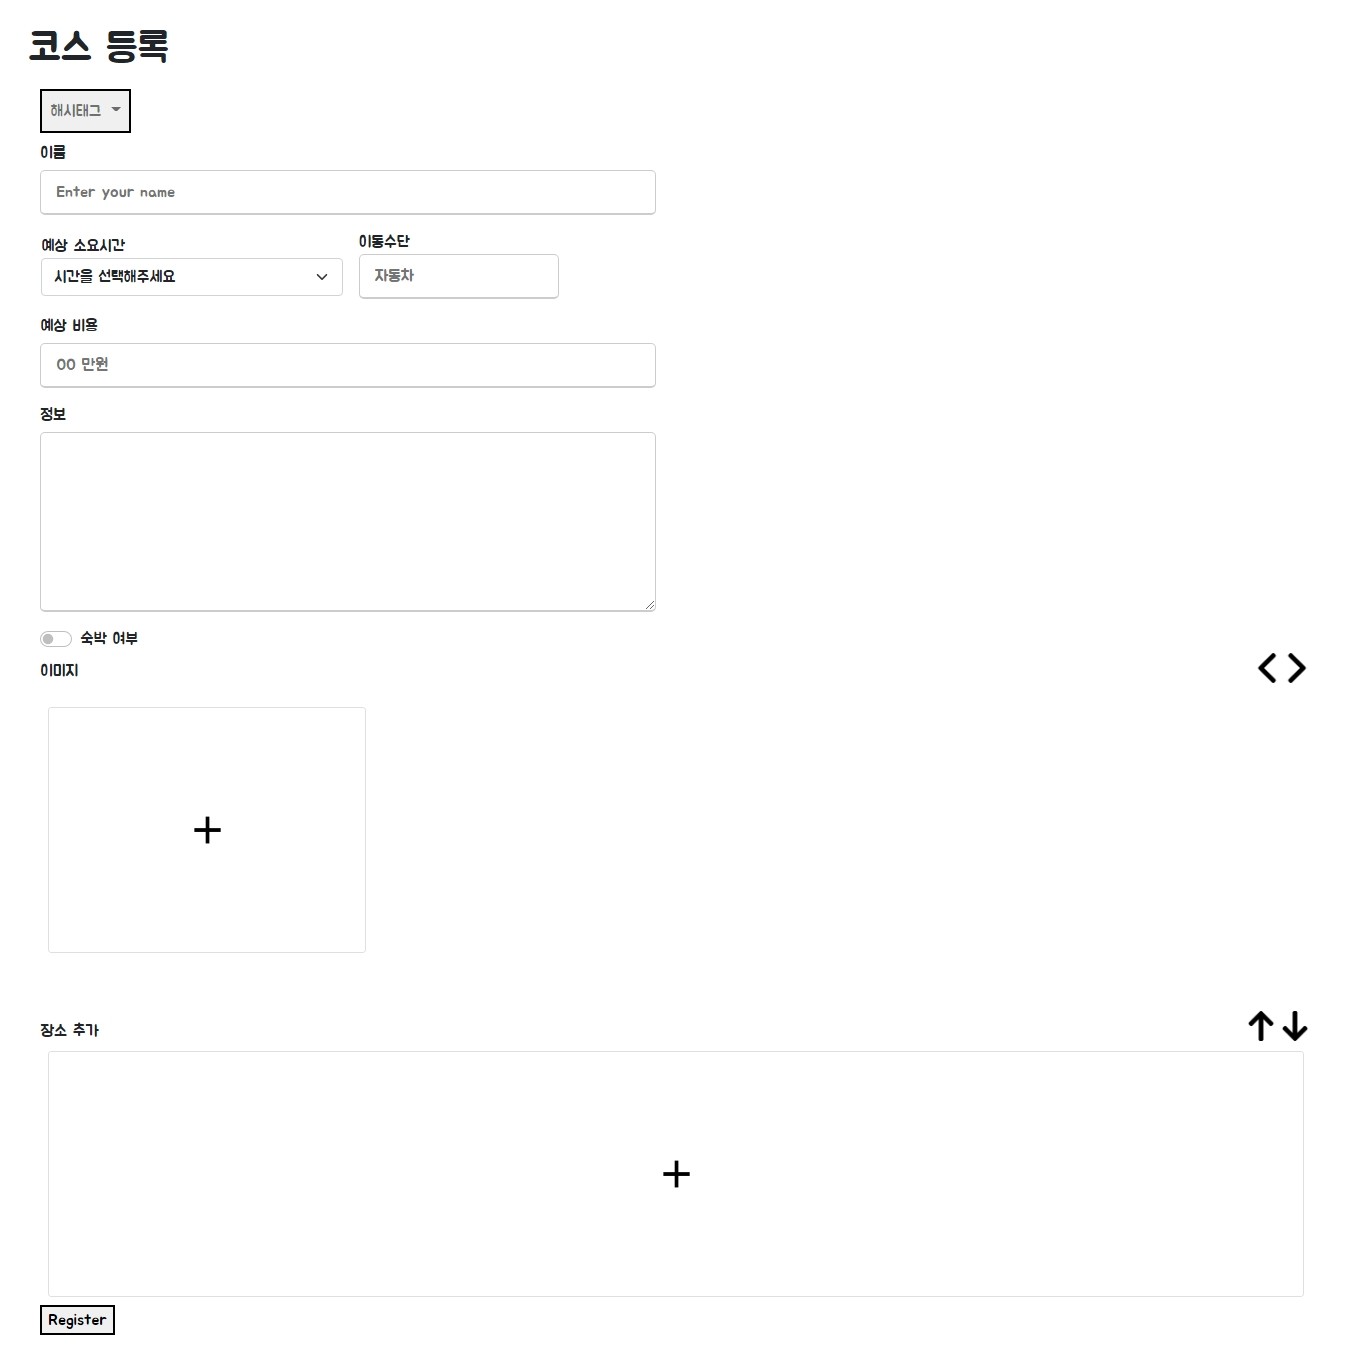 코스 등록
해시태그
이름
Enter your name
예상 소요시간
이동수단
시간을 선택해주세요
자동차
예상 비용
00 만원
정보
숙박 여부
이미지
장소 추가
Register